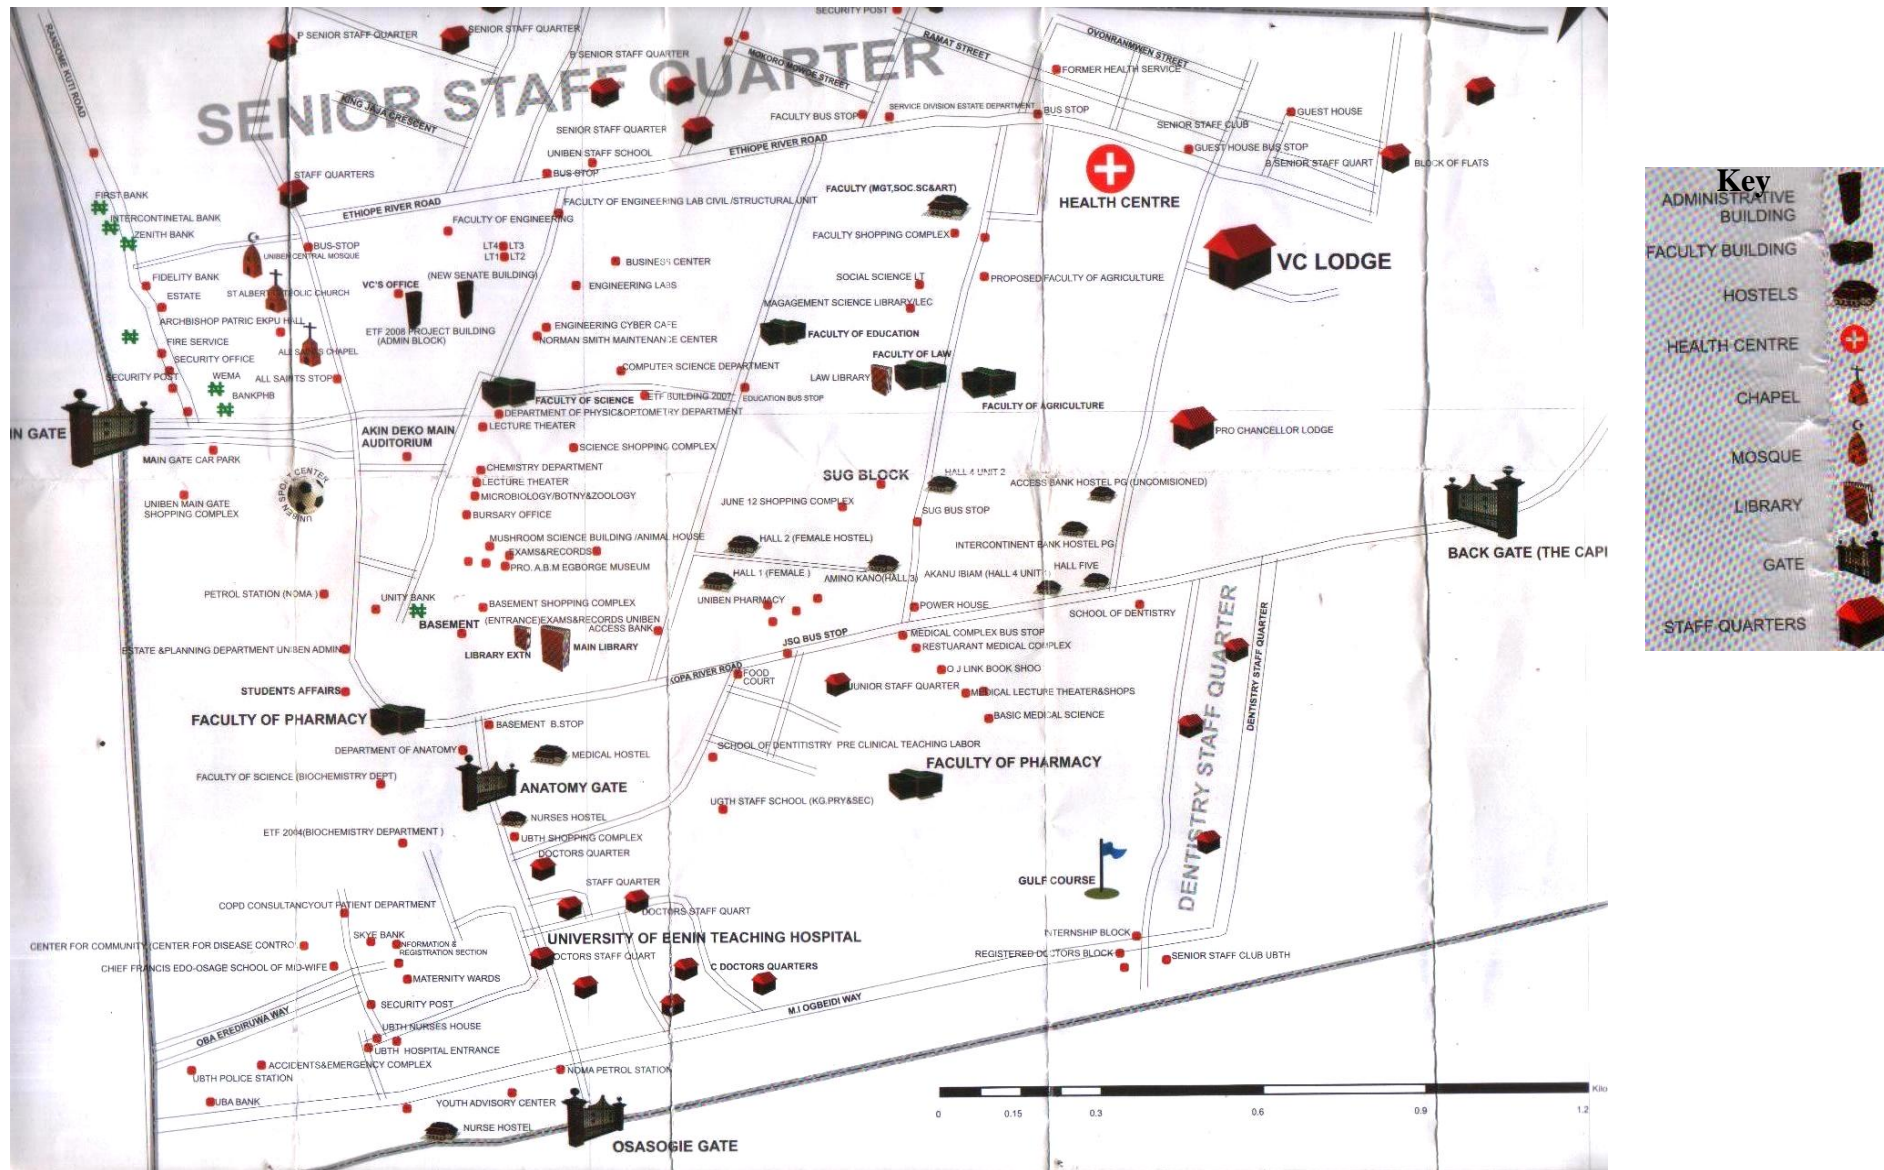 SECURITY POST
P SENIOR STAFF QUARTER
SENIOR STAFF QUARTER
B SENIOR STAFF QUARTER
RANSOME KUTI ROAD
SENIOR STAFF QUARTER
KING JAJA CRESCENT
MOKORO MOWOE STREET
RAMAT STREET
OVONRANMWEN STREET
FORMER HEALTH SERVICE
SERVICE DIVISION ESTATE DEPARTMENT
BUS STOP
FACULTY BUS STOP
GUEST HOUSE
SENIOR STAFF CLUB
GUEST HOUSE BUS STOP
B SENIOR STAFF QUART
BLOCK OF FLATS
SENIOR STAFF QUARTER
ETHIOPE RIVER ROAD
UNIBEN STAFF SCHOOL
BUS STOP
STAFF QUARTERS
ETHIOPE RIVER ROAD
FIRST BANK
INTERCONTINETAL BANK
ZENITH BANK
FACULTY OF ENGINEERING LAB CIVIL /STRUCTURAL UNIT
FACULTY OF ENGINEERING
FACULTY (MGT,SOC.SC&ART)
HEALTH CENTRE
FACULTY SHOPPING COMPLEX
BUS-STOP
UNIBEN CENTRAL MOSQUE
LT4 LT3
LT1 LT2
BUSINESS CENTER
VC LODGE
FIDELITY BANK
ESTATE
ST ALBERT CATHOLIC CHURCH
VC'S OFFICE
(NEW SENATE BUILDING)
ENGINEERING LABS
SOCIAL SCIENCE LT
PROPOSED FACULTY OF AGRICULTURE
MAGAGEMENT SCIENCE LIBRARY/LEC
ARCHBISHOP PATRIC EKPU HALL
ETF 2008 PROJECT BUILDING
(ADMIN BLOCK)
ENGINEERING CYBER CAFE
NORMAN SMITH MAINTENANCE CENTER
FACULTY OF EDUCATION
FIRE SERVICE
SECURITY OFFICE
ALL SAINTS CHAPEL
FACULTY OF LAW
COMPUTER SCIENCE DEPARTMENT
LAW LIBRARY
SECURITY POST
WEMA
ALL SAINTS STOP
BANKPHB
FACULTY OF SCIENCE
ETF BUILDING 2007
EDUCATION BUS STOP
FACULTY OF AGRICULTURE
DEPARTMENT OF PHYSIC&OPTOMETRY DEPARTMENT
LECTURE THEATER
N GATE
AKIN DEKO MAIN
AUDITORIUM
PRO CHANCELLOR LODGE
SCIENCE SHOPPING COMPLEX
MAIN GATE CAR PARK
CHEMISTRY DEPARTMENT
LECTURE THEATER
MICROBIOLOGY/BOTNY&ZOOLOGY
BURSARY OFFICE
UNIBEN SPORT CENTER
SUG BLOCK
HALL 4 UNIT 2
ACCESS BANK HOSTEL PG (UNCOMISIONED)
UNIBEN MAIN GATE
SHOPPING COMPLEX
JUNE 12 SHOPPING COMPLEX
SUG BUS STOP
MUSHROOM SCIENCE BUILDING /ANIMAL HOUSE
EXAMS&RECORDS
PRO. A.B.M EGBORGE MUSEUM
HALL 2 (FEMALE HOSTEL)
INTERCONTINENT BANK HOSTEL PG
BACK GATE (THE CAPI
HALL 1 (FEMALE )
AMINO KANO(HALL 3)
AKANU IBIAM (HALL 4 UNIT
HALL FIVE
PETROL STATION (NOMA )
UNITY BANK
BASEMENT SHOPPING COMPLEX
UNIBEN PHARMACY
POWER HOUSE
SCHOOL OF DENTISTRY
BASEMENT
(ENTRANCE)EXAMS&RECORDS UNIBEN
ACCESS BANK
JSQ BUS STOP
MEDICAL COMPLEX BUS STOP
RESTUARANT MEDICAL COMPLEX
LIBRARY EXTN
MAIN LIBRARY
ESTATE &PLANNING DEPARTMENT UNIBEN ADMIN
KOPA RIVER ROAD
FOOD
COURT
O J LINK BOOK SHOO
STUDENTS AFFAIRS
JUNIOR STAFF QUARTER
MEDICAL LECTURE THEATER&SHOPS
FACULTY OF PHARMACY
BASEMENT B.STOP
BASIC MEDICAL SCIENCE
DENTISTRY STAFF QUARTER
DENTISTRY STAFF QUARTER
DEPARTMENT OF ANATOMY
MEDICAL HOSTEL
SCHOOL OF DENTITISTRY PRE CLINICAL TEACHING LABOR
FACULTY OF PHARMACY
FACULTY OF SCIENCE (BIOCHEMISTRY DEPT)
ANATOMY GATE
UGTH STAFF SCHOOL (KG.PRY&SEC)
NURSES HOSTEL
ETF 2004(BIOCHEMISTRY DEPARTMENT )
UBTH SHOPPING COMPLEX
DOCTORS QUARTER
STAFF QUARTER
GULF COURSE
COPD CONSULTANCYOUT PATIENT DEPARTMENT
DOCTORS STAFF QUART
SKYE BANK
UNIVERSITY OF BENIN TEACHING HOSPITAL
INTERNSHIP BLOCK
CENTER FOR COMMUNITY (CENTER FOR DISEASE CONTROL
INFORMATION &
REGISTRATION SECTION
DOCTORS STAFF QUART
REGISTERED DOCTORS BLOCK
SENIOR STAFF CLUB UBTH
CHIEF FRANCIS EDO-OSAGE SCHOOL OF MID-WIFE
C DOCTORS QUARTERS
MATERNITY WARDS
SECURITY POST
M.I OGBEIDI WAY
OBA EREDIRUWA WAY
UBTH NURSES HOUSE
UBTH HOSPITAL ENTRANCE
ACCIDENTS&EMERGENCY COMPLEX
NOMA PETROL STATION
UBTH POLICE STATION
UBA BANK
YOUTH ADVISORY CENTER
NURSE HOSTEL
OSASOGIE GATE
Kilo
0 0.15 0.3 0.6 0.9 1.2
Key
ADMINISTRATIVE
BUILDING
FACULTY BUILDING
HOSTELS
HEALTH CENTRE
CHAPEL
MOSQUE
LIBRARY
GATE
STAFF QUARTERS